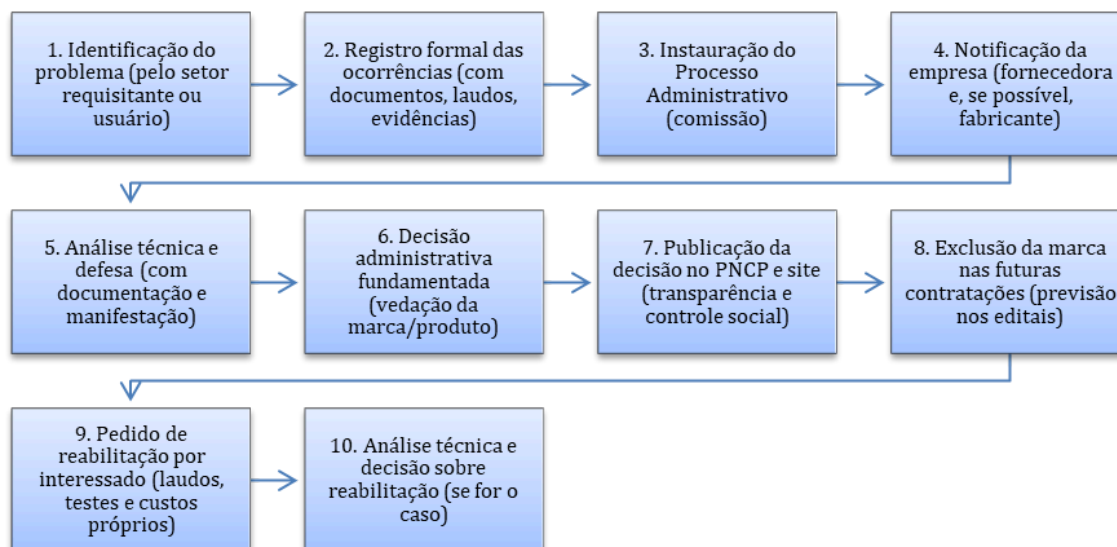 1. Identificação do
problema (pelo setor
requisitante ou
usuário)
2. Registro formal das
ocorrências (com
documentos, laudos,
evidências)
3. Instauração do
Processo
Administrativo
(comissão)
4. Notificação da
empresa (fornecedora
e, se possível,
fabricante)
5. Análise técnica e
defesa (com
documentação e
manifestação)
6. Decisão
administrativa
fundamentada
(vedação da
marca/produto)
7. Publicação da
decisão no PNCP e site
(transparência e
controle social)
8. Exclusão da marca
nas futuras
contratações (previsão
nos editais)
9. Pedido de
reabilitação por
interessado (laudos,
testes e custos
próprios)
10. Análise técnica e
decisão sobre
reabilitação (se for o
caso)